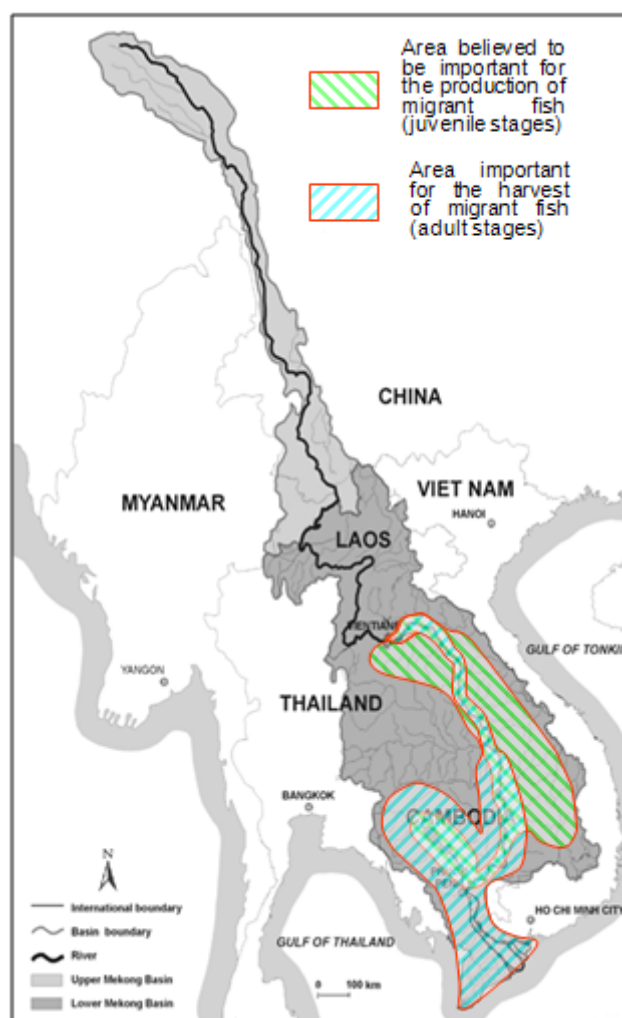 Area believed to
be important for
the production of
migrant fish
(juvenile stages)
Area important
for the harvest
of migrant fish
(adult stages)
CHINA
MYANMAR
VIET NAM
HANOI
LAOS
VIENTIANE
GULF OF TONKIN
YANGON
THAILAND
BANGKOK
CAMBODIA
N
HO CHI MINH CITY
International boundary
Basin boundary
River
Upper Mekong Basin
Lower Mekong Basin
GULF OF THAILAND
0 100 km